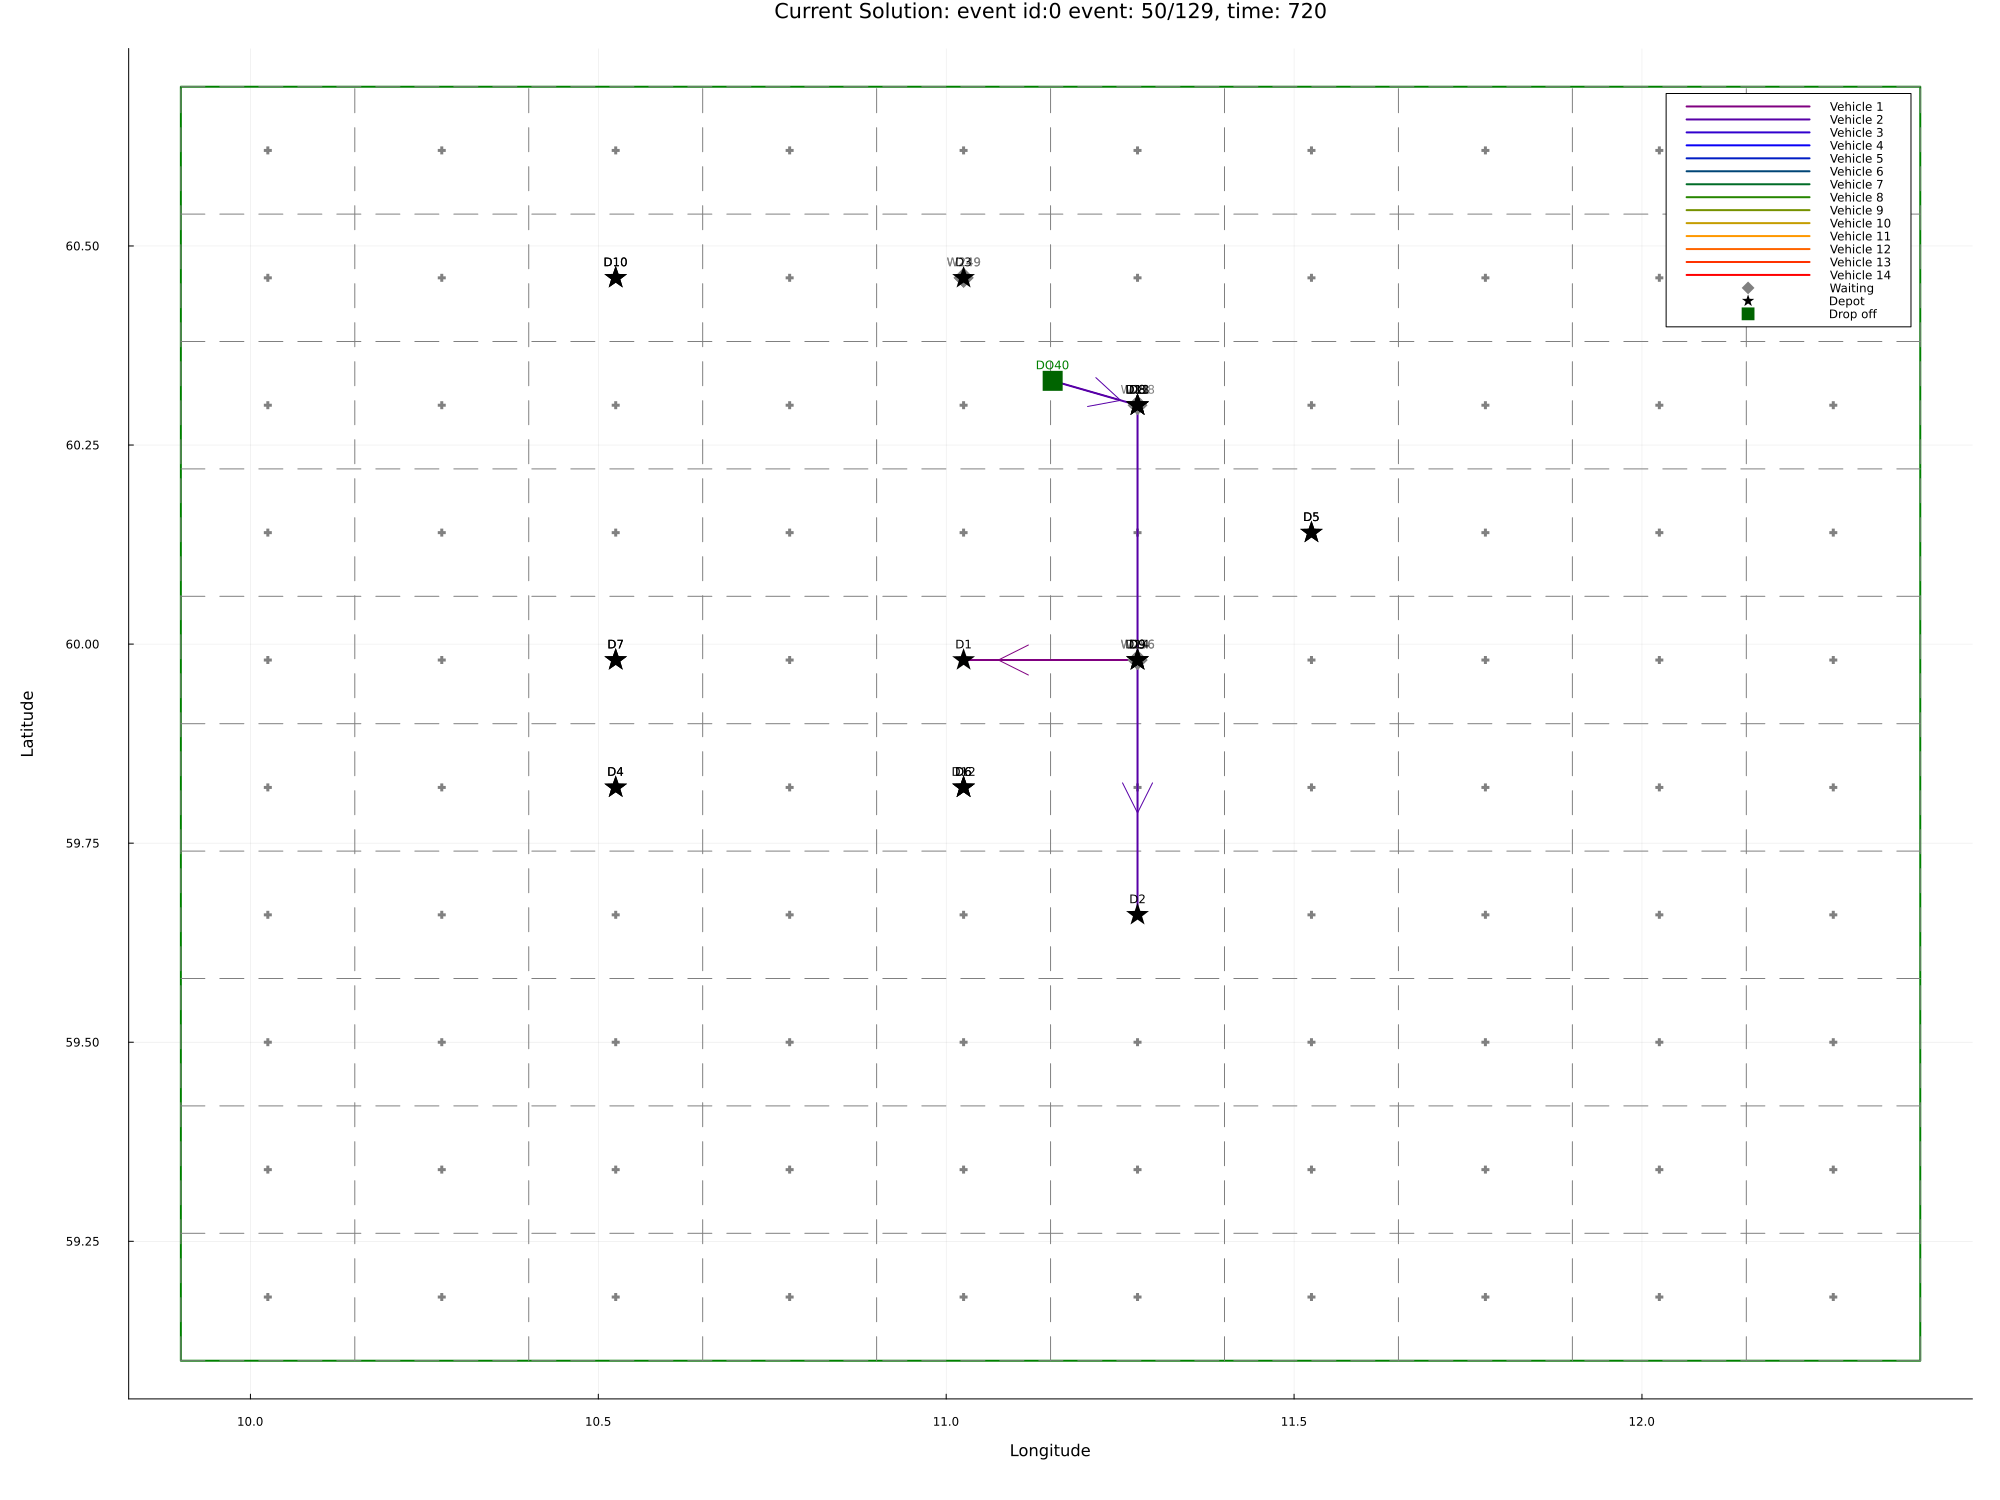 Current Solution: event id:0 event: 50/129, time: 720
Vehicle 1
Vehicle 2
Vehicle 3
Vehicle 4
Vehicle 5
Vehicle 6
Vehicle 7
Vehicle 8
Vehicle 9
Vehicle 10
Vehicle 11
Vehicle 12
Vehicle 13
Vehicle 14
Waiting
Depot
Drop off
60.50
D10
D3
60.25
D5
60.00
D7
D1
D9
D4
D6
59.75
D2
59.50
59.25
10.0
10.5
11.0
11.5
12.0
Longitude
Latitude